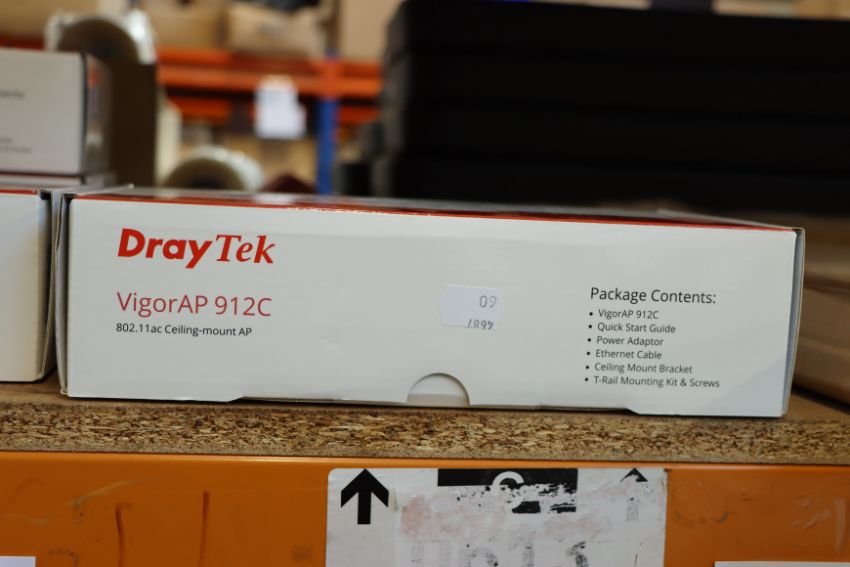 DrayTek
VigorAP 912C
802.11ac Ceiling-mount AP
09
4687
Package Contents:
• VigorAP 912C
• Quick Start Guide
• Power Adaptor
• Ethernet Cable
• Ceiling Mount Bracket
• T-Rail Mounting Kit & Screws